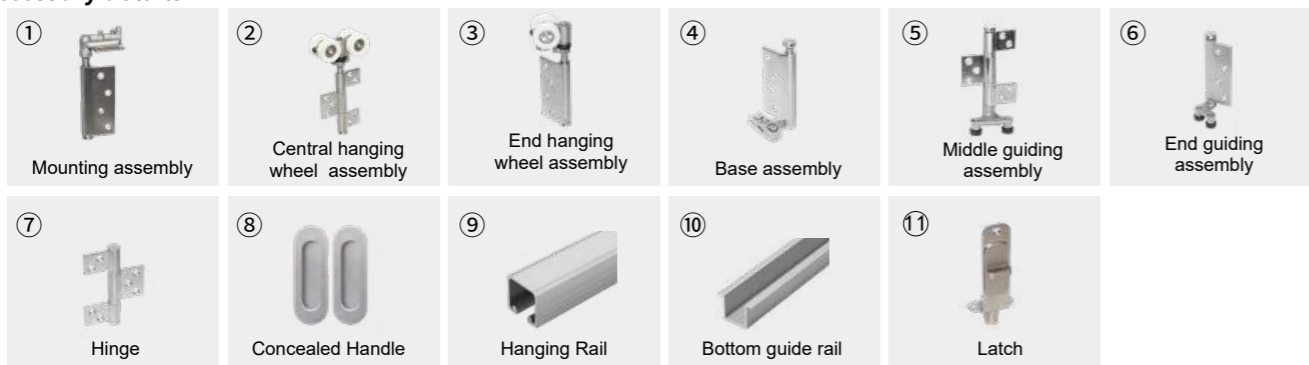 ①
②
③
④
⑤
⑥
Mounting assembly
Central hanging
wheel assembly
End hanging
wheel assembly
Base assembly
Middle guiding
assembly
End guiding
assembly
⑦
⑧
⑨
⑩
⑪
Hinge
Concealed Handle
Hanging Rail
Bottom guide rail
Latch